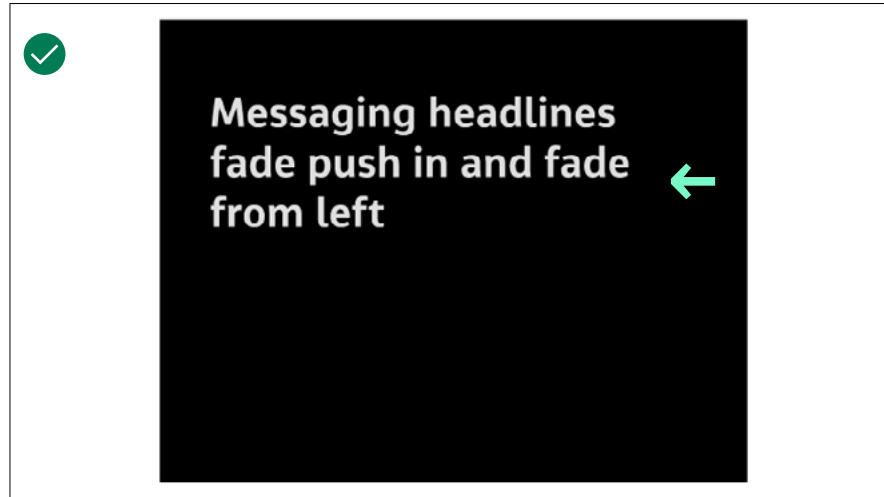 Messaging headlines
fade push in and fade
from left